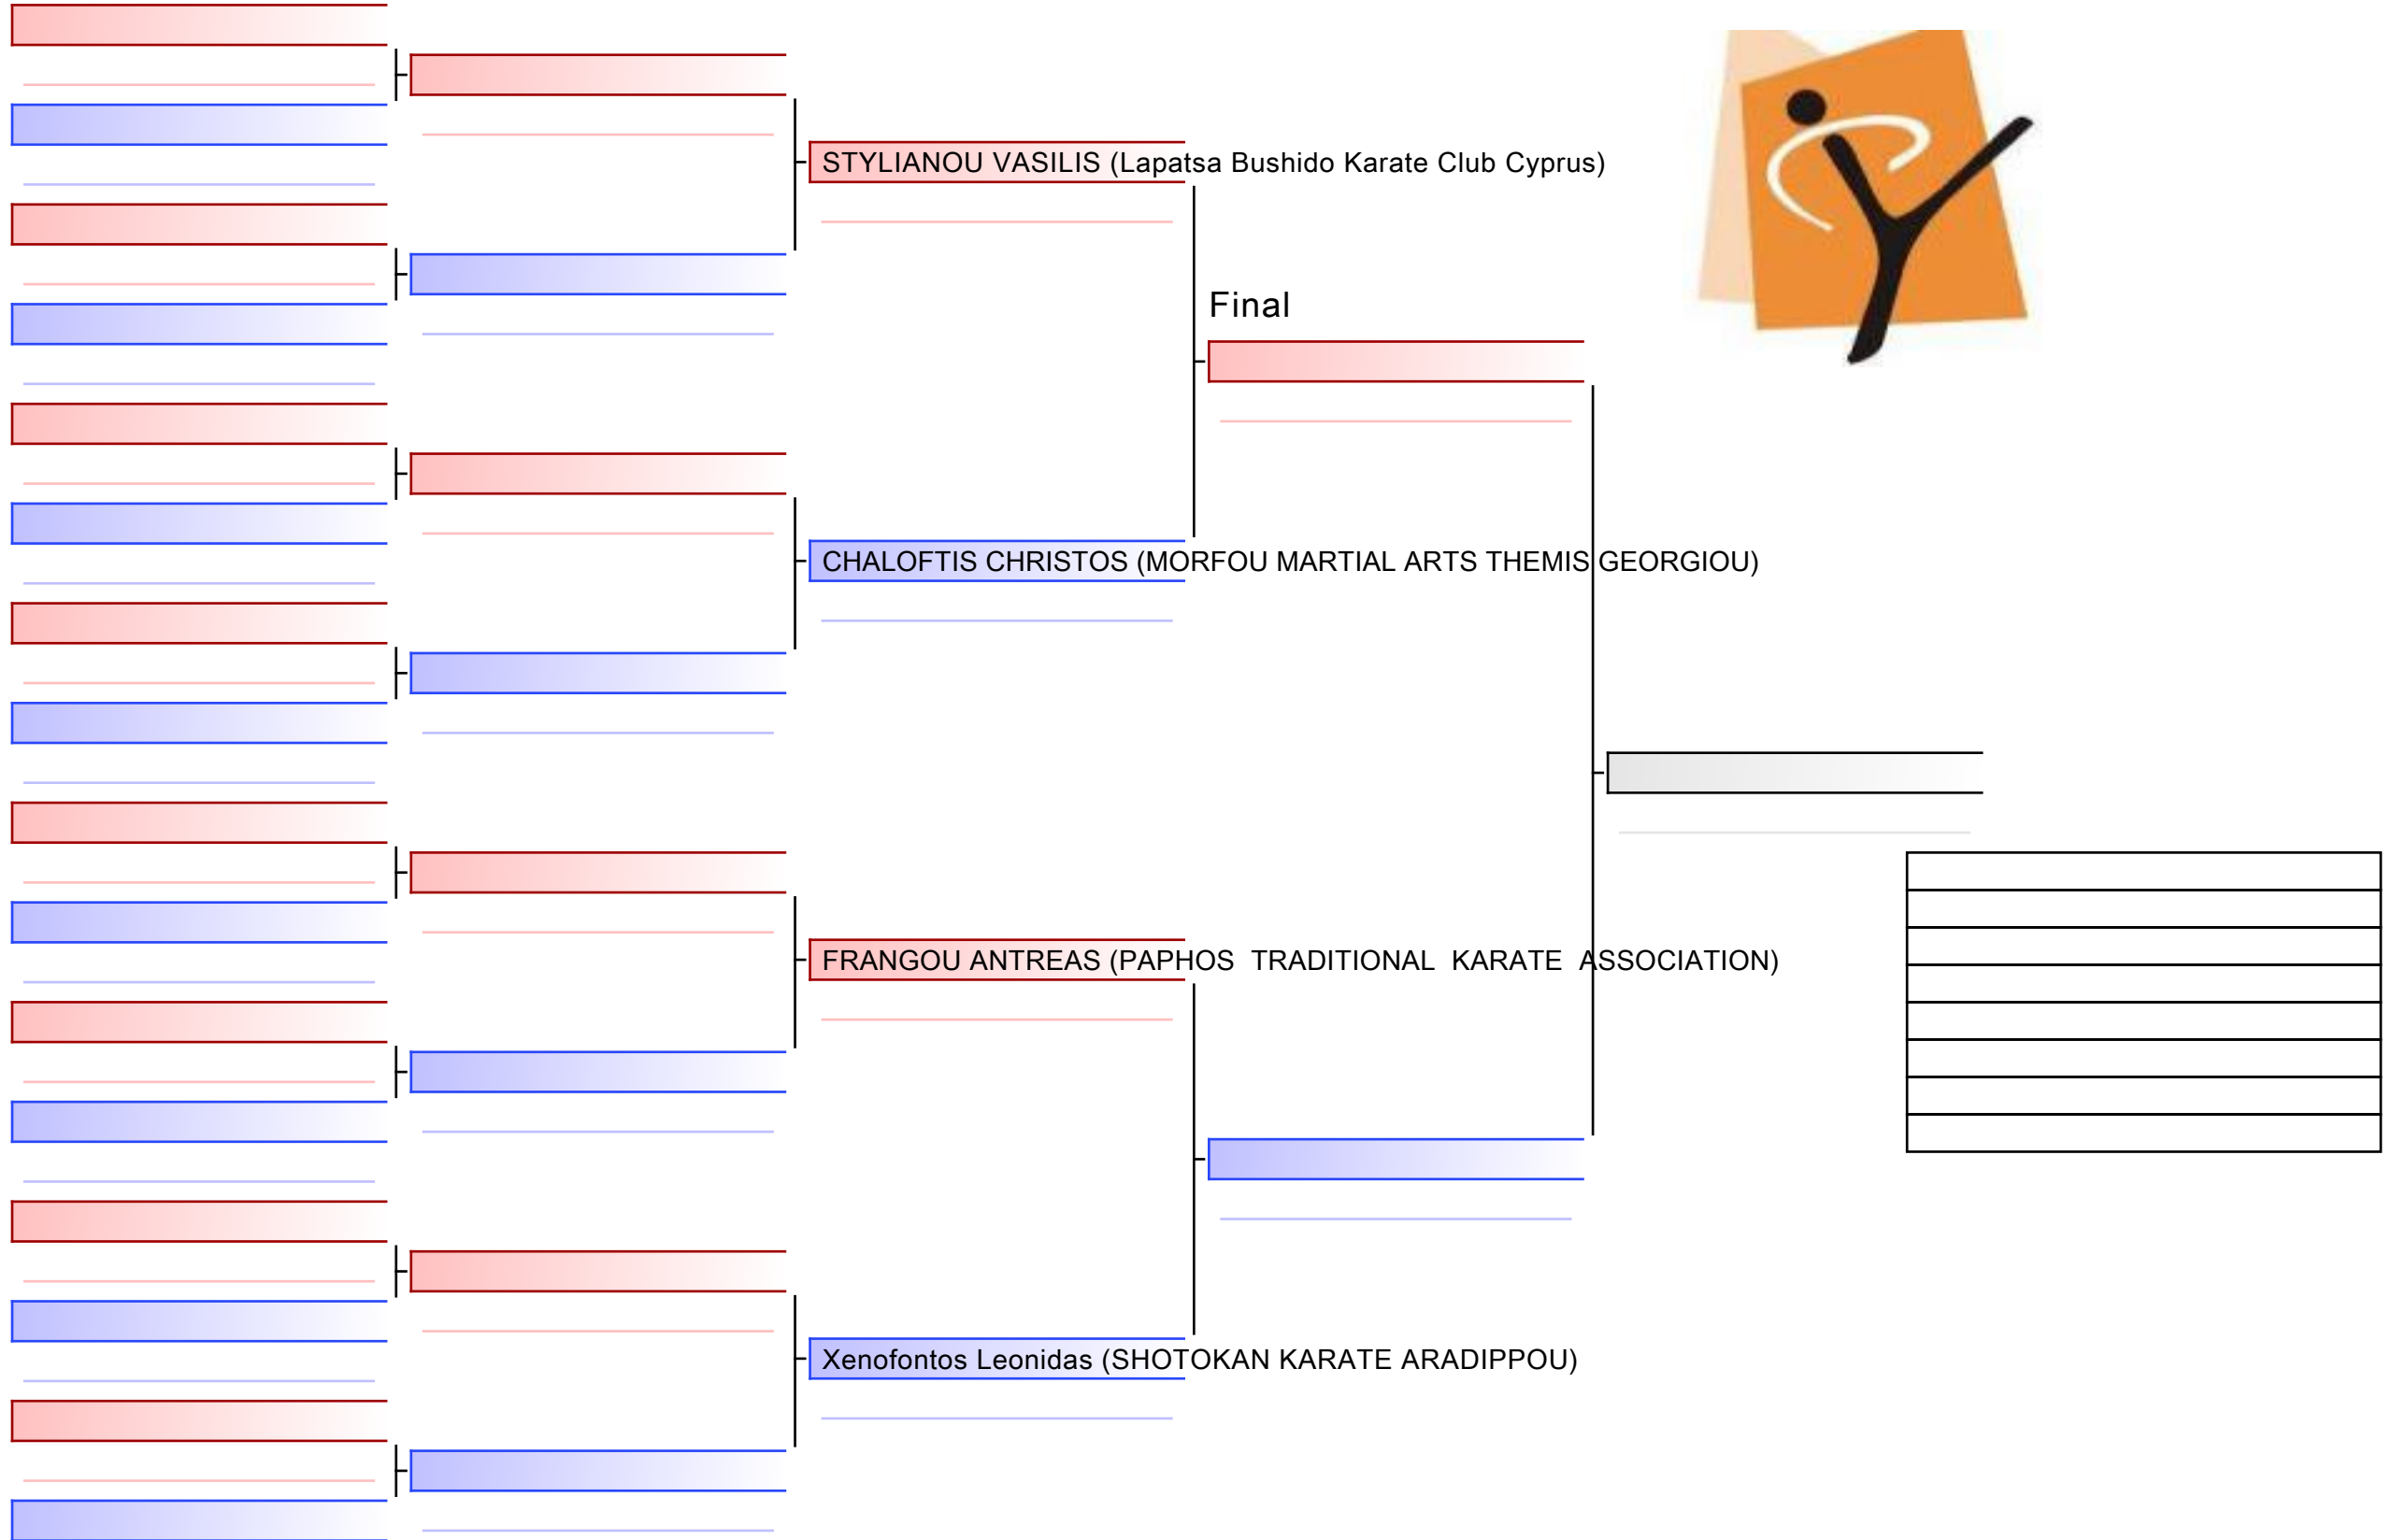 STYLIANOU VASILIS (Lapatsa Bushido Karate Club Cyprus)
Final
CHALOFTIS CHRISTOS (MORFOU MARTIAL ARTS THEMIS GEORGIOU)
FRANGOU ANTREAS (PAPHOS TRADITIONAL KARATE ASSOCIATION)
Xenofontos Leonidas (SHOTOKAN KARATE ARADIPPOU)